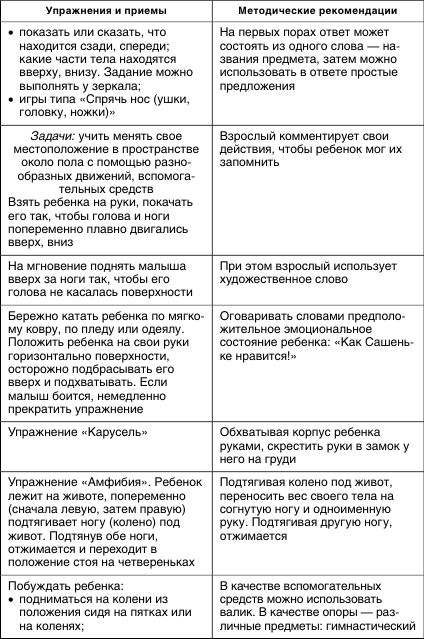 Упражнения и приемы
Методические рекомендации
• показать или сказать, что
находится сзади, спереди;
какие части тела находятся
вверху, внизу. Задание можно
выполнять у зеркала;
• игры типа «Спрячь нос (ушки,
головку, ножки)»
На первых порах ответ может
состоять из одного слова — на-
звания предмета, затем можно
использовать в ответе простые
предложения
Задачи: учить менять свое
местоположение в пространстве
около пола с помощью разно-
образных движений, вспомога-
тельных средств
Взять ребенка на руки, покачать
его так, чтобы голова и ноги
попеременно плавно двигались
вверх, вниз
Взрослый комментирует свои
действия, чтобы ребенок мог их
запомнить
На мгновение поднять малыша
вверх за ноги так, чтобы его
голова не касалась поверхности
При этом взрослый использует
художественное слово
Бережно катать ребенка по мягко-
му ковру, по пледу или одеялу.
Положить ребенка на свои руки
горизонтально поверхности,
осторожно подбрасывать его
вверх и подхватывать. Если
малыш боится, немедленно
прекратить упражнение
Оговаривать словами предполо-
жительное эмоциональное
состояние ребенка: «Как Сашень-
ке нравится!»
Упражнение «Карусель»
Обхватывая корпус ребенка
руками, скрестить руки в замок у
него на груди
Упражнение «Амфибия». Ребенок
лежит на животе, попеременно
(сначала левую, затем правую)
подтягивает ногу (колено) под
живот. Подтянув обе ноги,
отжимается и переходит в
положение стоя на четвереньках
Подтягивая колено под живот,
переносить вес своего тела на
согнутую ногу и одноименную
руку. Подтягивая другую ногу,
отжимается
Побуждать ребенка:
• подниматься на колени из
положения сидя на пятках или
на коленях;
В качестве вспомогательных
средств можно использовать
валик. В качестве опоры — раз-
личные предметы: гимнастический